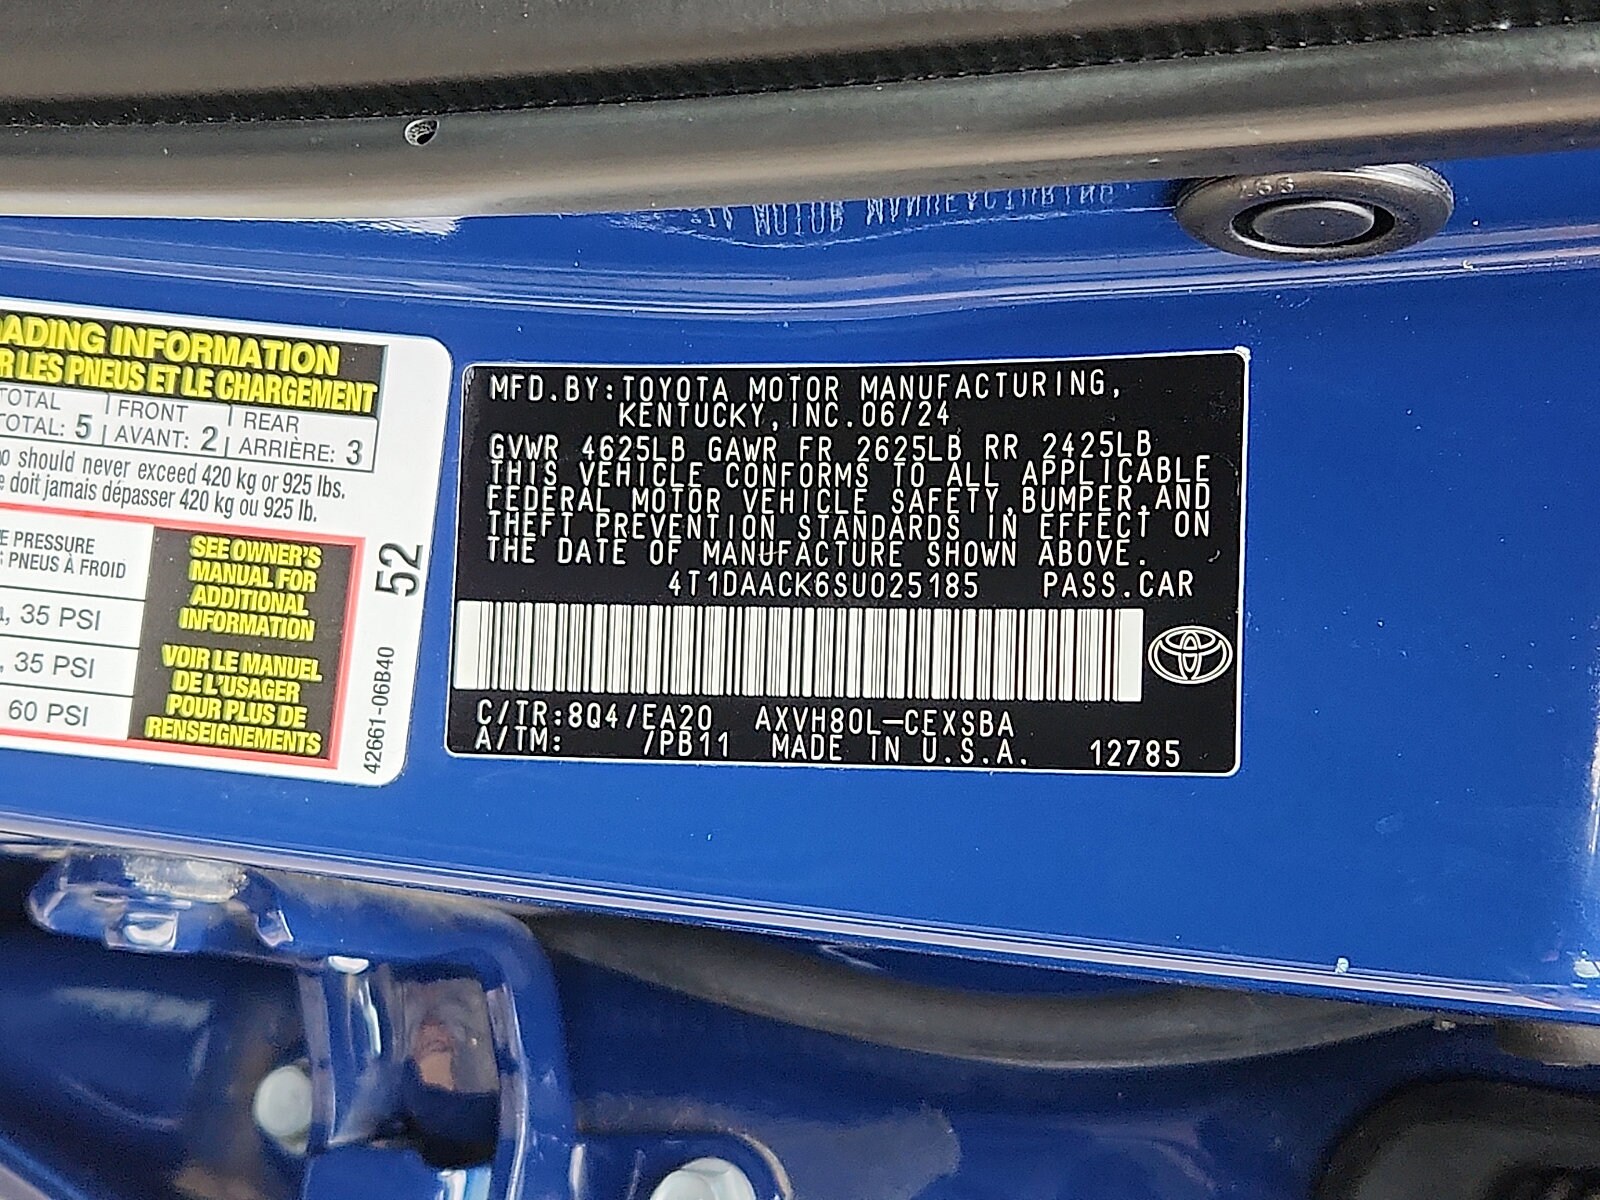 ADING INFORMATION
R LES PNEUS ET LE CHARGEMENT
TOTAL | FRONT | REAR
TOTAL: 5 | AVANT: 2 | ARRIÈRE: 3
should never exceed 420 kg or 925 lbs.
doit jamais dépasser 420 kg ou 925 lb.
E PRESSURE
PNEUS À FROID
, 35 PSI
, 35 PSI
60 PSI
SEE OWNER'S
MANUAL FOR
ADDITIONAL
INFORMATION
VOIR LE MANUEL
DE L'USAGER
POUR PLUS DE
RENSEIGNEMENTS
52
42661-06B40
MFD.BY:TOYOTA MOTOR MANUFACTURING,
KENTUCKY,INC.06/24
GVWR 4625LB GAWR FR 2625LB RR 2425LB
THIS VEHICLE CONFORMS TO ALL APPLICABLE
FEDERAL MOTOR VEHICLE SAFETY,BUMPER,AND
THEFT PREVENTION STANDARDS IN EFFECT ON
THE DATE OF MANUFACTURE SHOWN ABOVE.
4T1DAACK6SU025185 PASS.CAR
C/TR:8Q4/EA20 AXVH80L-CEXSBA
A/TM: /PB11 MADE IN U.S.A. 12785